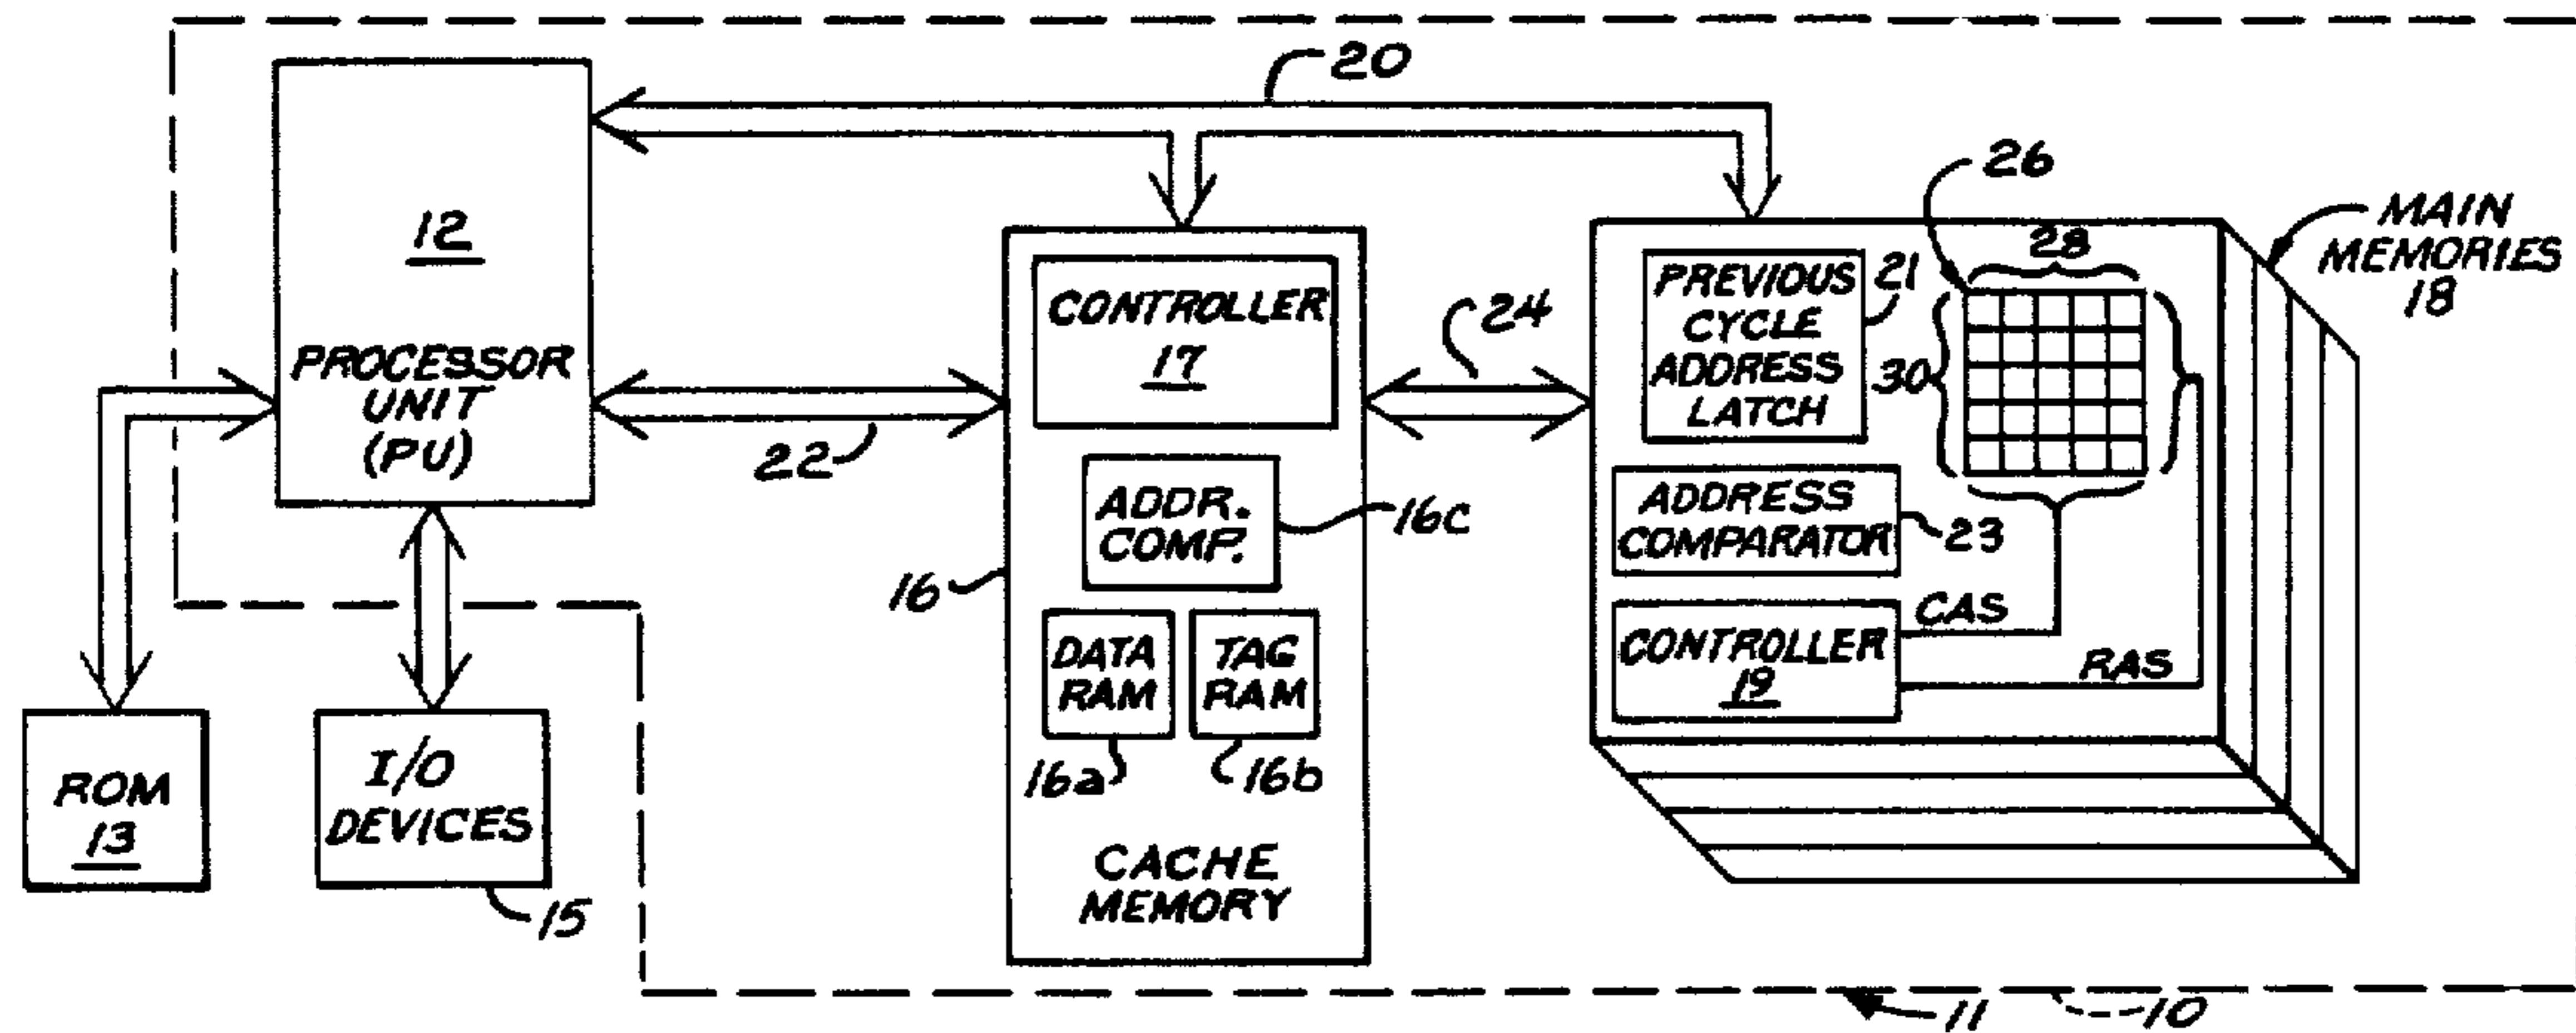 20
12
PROCESSOR
UNIT
(PU)
22
ROM
13
I/O
DEVICES
15
CONTROLLER
17
ADDR.
COMP.
16c
16
DATA
RAM
TAG
RAM
16a
16b
CACHE
MEMORY
24
PREVIOUS
CYCLE
ADDRESS
LATCH
21
26
28
30
ADDRESS
COMPARATOR
23
CONTROLLER
19
CAS
RAS
MAIN
MEMORIES
18
11
10